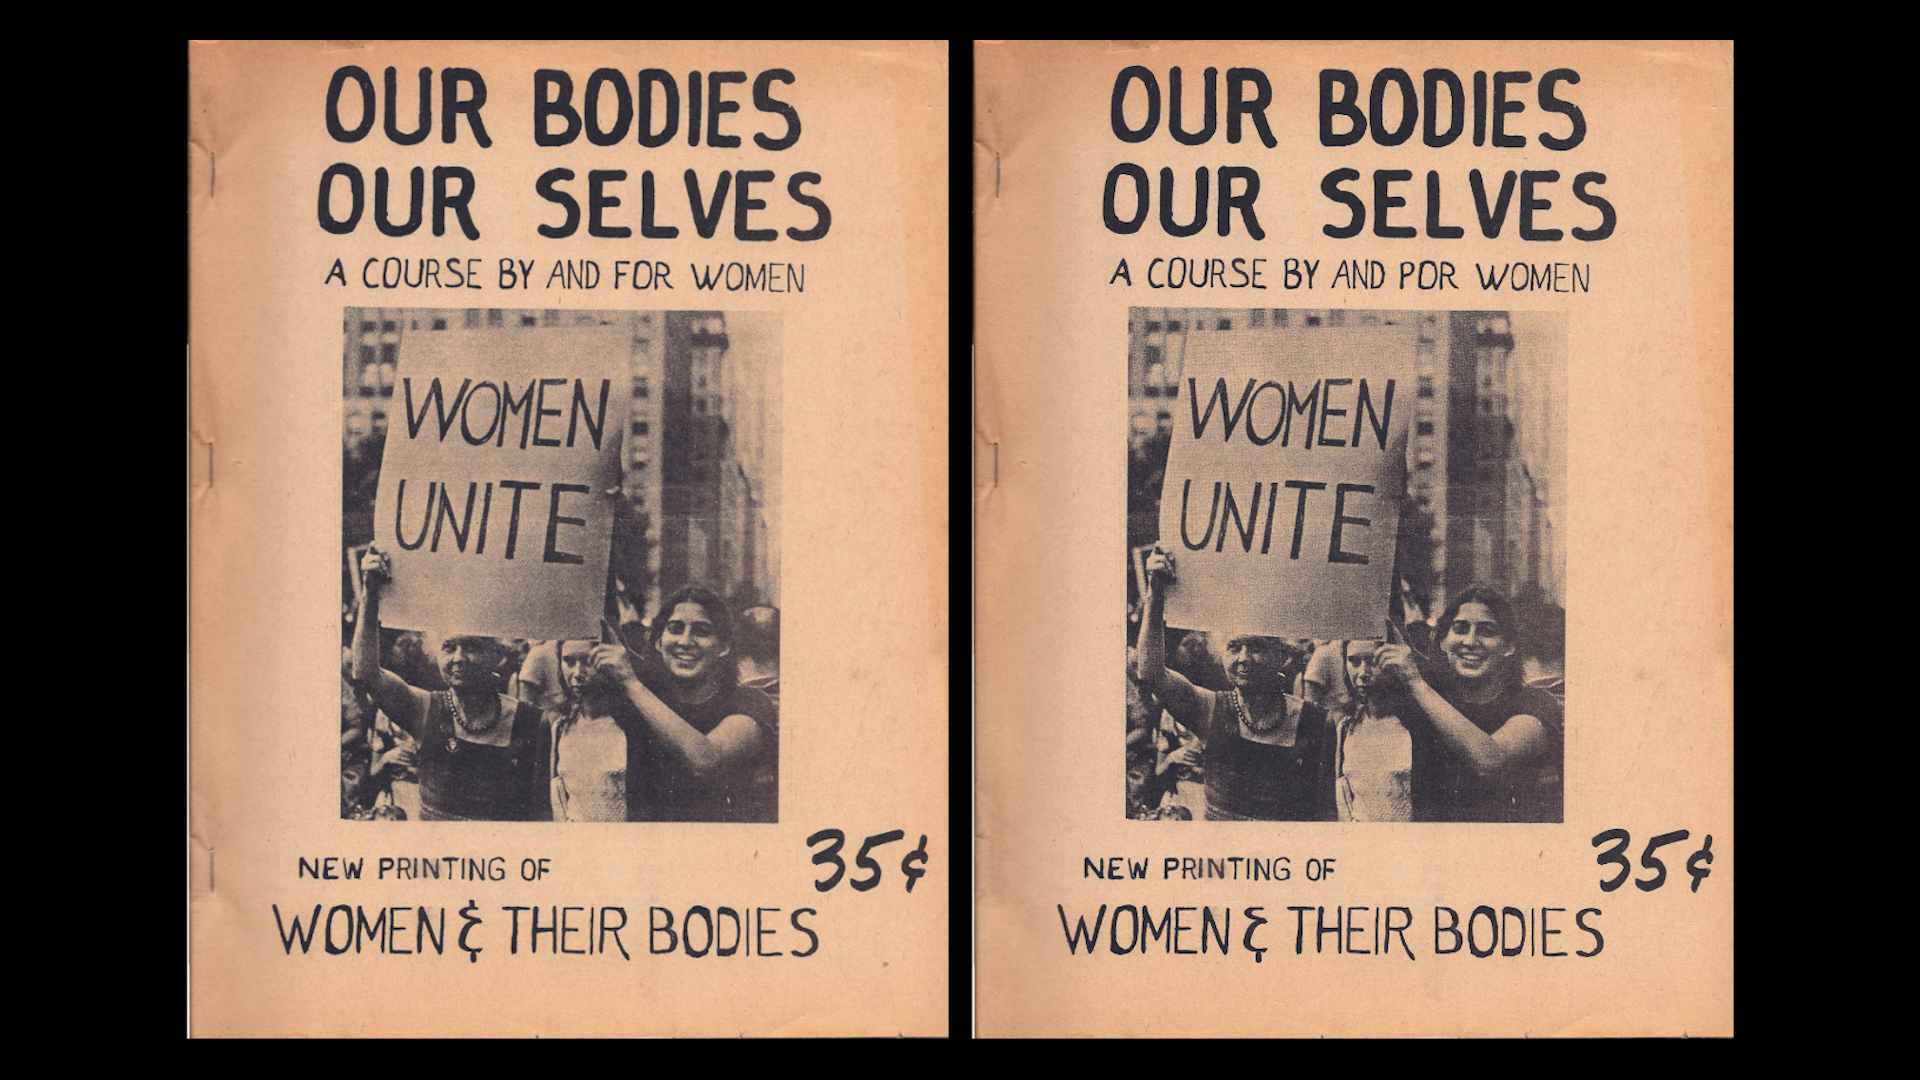 OUR BODIES
OUR SELVES
A COURSE BY AND FOR WOMEN
WOMEN
UNITE
35¢
NEW PRINTING OF
WOMEN & THEIR BODIES
OUR BODIES
OUR SELVES
A COURSE BY AND POR WOMEN
WOMEN
UNITE
35¢
NEW PRINTING OF
WOMEN & THEIR BODIES